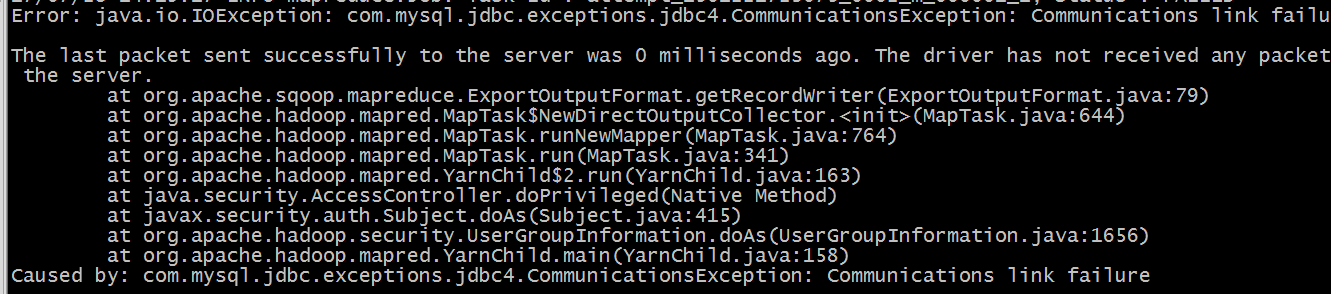 Error: java.io.IOException: com.mysql.jdbc.exceptions.jdbc4.CommunicationsException: Communications link failu
The last packet sent successfully to the server was 0 milliseconds ago. The driver has not received any packet
the server.
at org.apache.sqoop.mapreduce.ExportOutputFormat.getRecordWriter(ExportOutputFormat.java:79)
at org.apache.hadoop.mapred.MapTask$NewDirectOutputCollector.<init>(MapTask.java:644)
at org.apache.hadoop.mapred.MapTask.runNewMapper(MapTask.java:764)
at org.apache.hadoop.mapred.MapTask.run(MapTask.java:341)
at org.apache.hadoop.mapred.YarnChild$2.run(YarnChild.java:163)
at java.security.AccessController.doPrivileged(Native Method)
at javax.security.auth.Subject.doAs(Subject.java:415)
at org.apache.hadoop.security.UserGroupInformation.doAs(UserGroupInformation.java:1656)
at org.apache.hadoop.mapred.YarnChild.main(YarnChild.java:158)
Caused by: com.mysql.jdbc.exceptions.jdbc4.CommunicationsException: Communications link failure